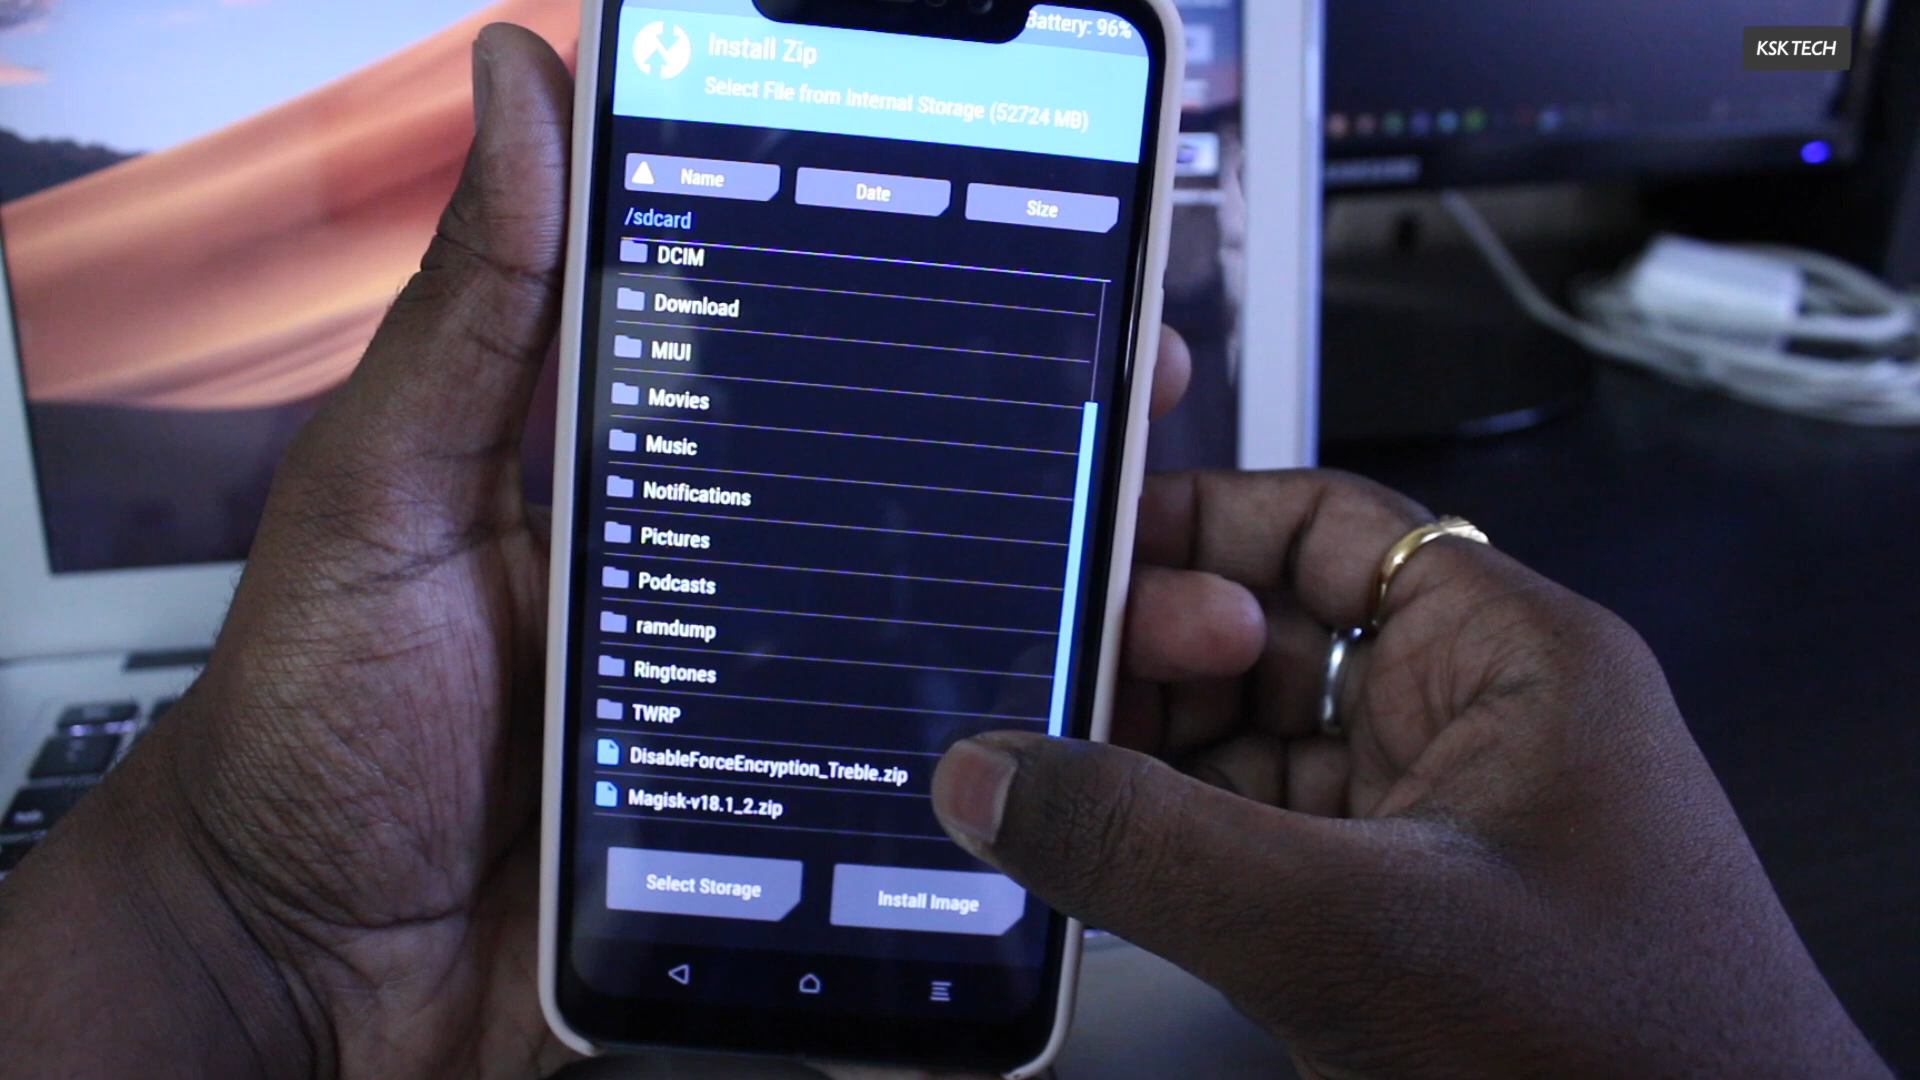 Battery: 96%
KSK TECH
Install Zip
Select File from Internal Storage (52724 MB)
Name
Date
Size
/sdcard
DCIM
Download
MIUI
Movies
Music
Notifications
Pictures
Podcasts
ramdump
Ringtones
TWRP
DisableForceEncryption_Treble.zip
Magisk-v18.1_2.zip
Select Storage
Install Image
SAMSUNG